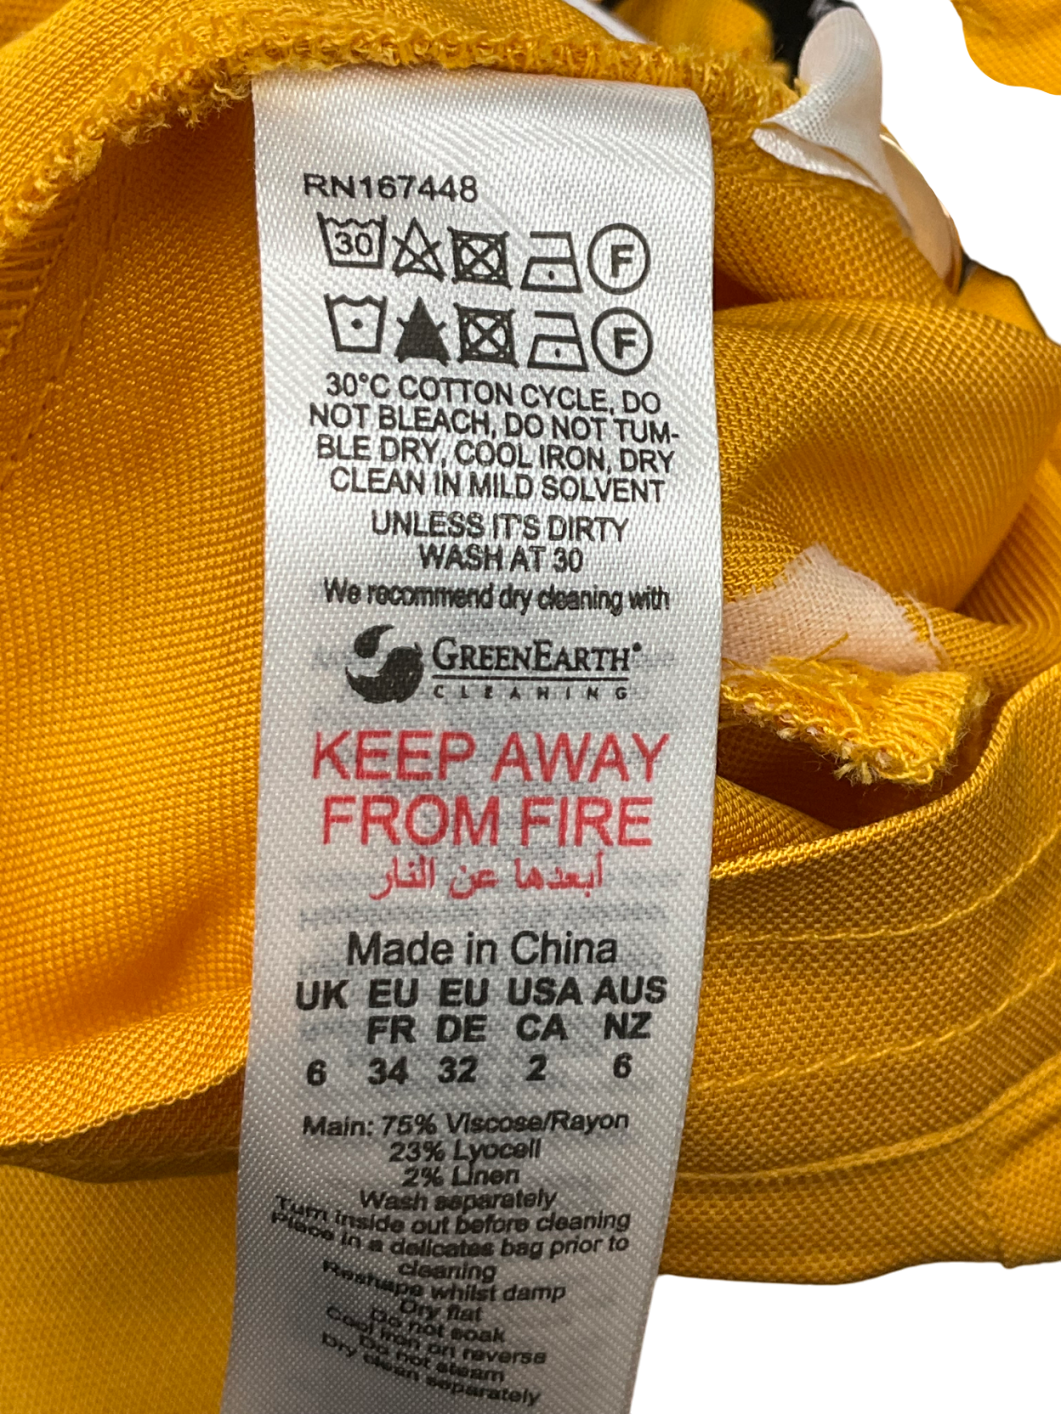 RN167448
30 F
F
30°C COTTON CYCLE, DO
NOT BLEACH, DO NOT TUM-
BLE DRY, COOL IRON, DRY
CLEAN IN MILD SOLVENT
UNLESS IT'S DIRTY
WASH AT 30
We recommend dry cleaning with
GREENEARTH®
CLEANING
KEEP AWAY
FROM FIRE
أبعدها عن النار
Made in China
UK EU EU USA AUS
FR DE CA NZ
6 34 32 2 6
Main: 75% Viscose/Rayon
23% Lyocell
2% Linen
Wash separately
Turn inside out before cleaning
Place in a delicates bag prior to
cleaning
Reshape whilst damp
Dry flat
Do not soak
Cool iron on reverse
Do not steam
Dry clean separately